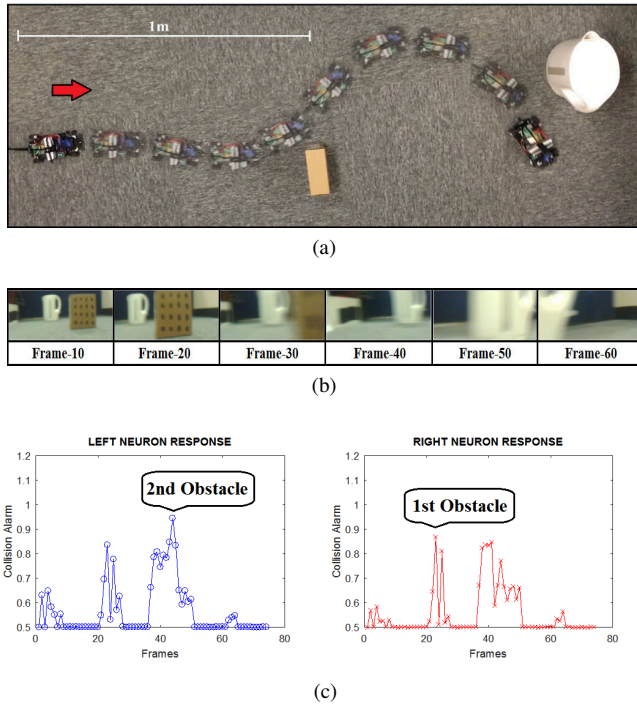 1m
(a)
Frame-10 Frame-20 Frame-30 Frame-40 Frame-50 Frame-60
(b)
LEFT NEURON RESPONSE
2nd Obstacle
Collision Alarm
1.2
1.1
1
0.9
0.8
0.7
0.6
0.5
0 20 40 60 80
Frames
RIGHT NEURON RESPONSE
1st Obstacle
Collision Alarm
1.2
1.1
1
0.9
0.8
0.7
0.6
0.5
0 20 40 60 80
Frames
(c)